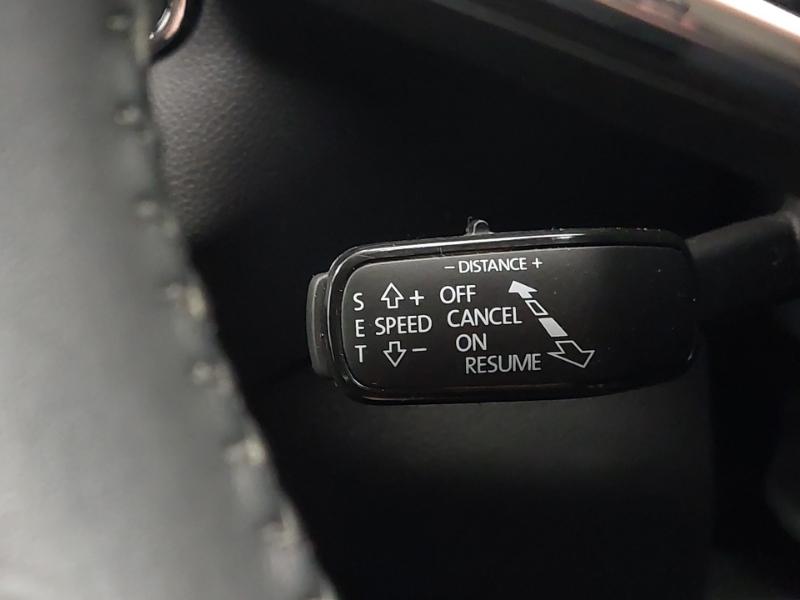 – DISTANCE +
S + OFF
E SPEED CANCEL
T – ON
RESUME